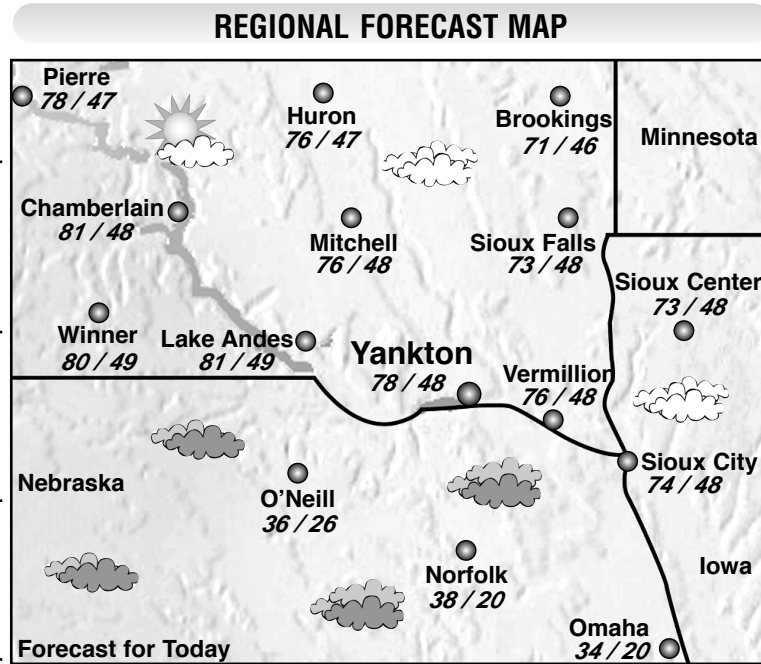 REGIONAL FORECAST MAP
Pierre
78 / 47
Huron
76 / 47
Brookings
71 / 46
Minnesota
Chamberlain
81 / 48
Mitchell
76 / 48
Sioux Falls
73 / 48
Sioux Center
73 / 48
Winner
80 / 49
Lake Andes
81 / 49
Yankton
78 / 48
Vermillion
76 / 48
Nebraska
O'Neill
36 / 26
Sioux City
74 / 48
Norfolk
38 / 20
Iowa
Omaha
34 / 20
Forecast for Today